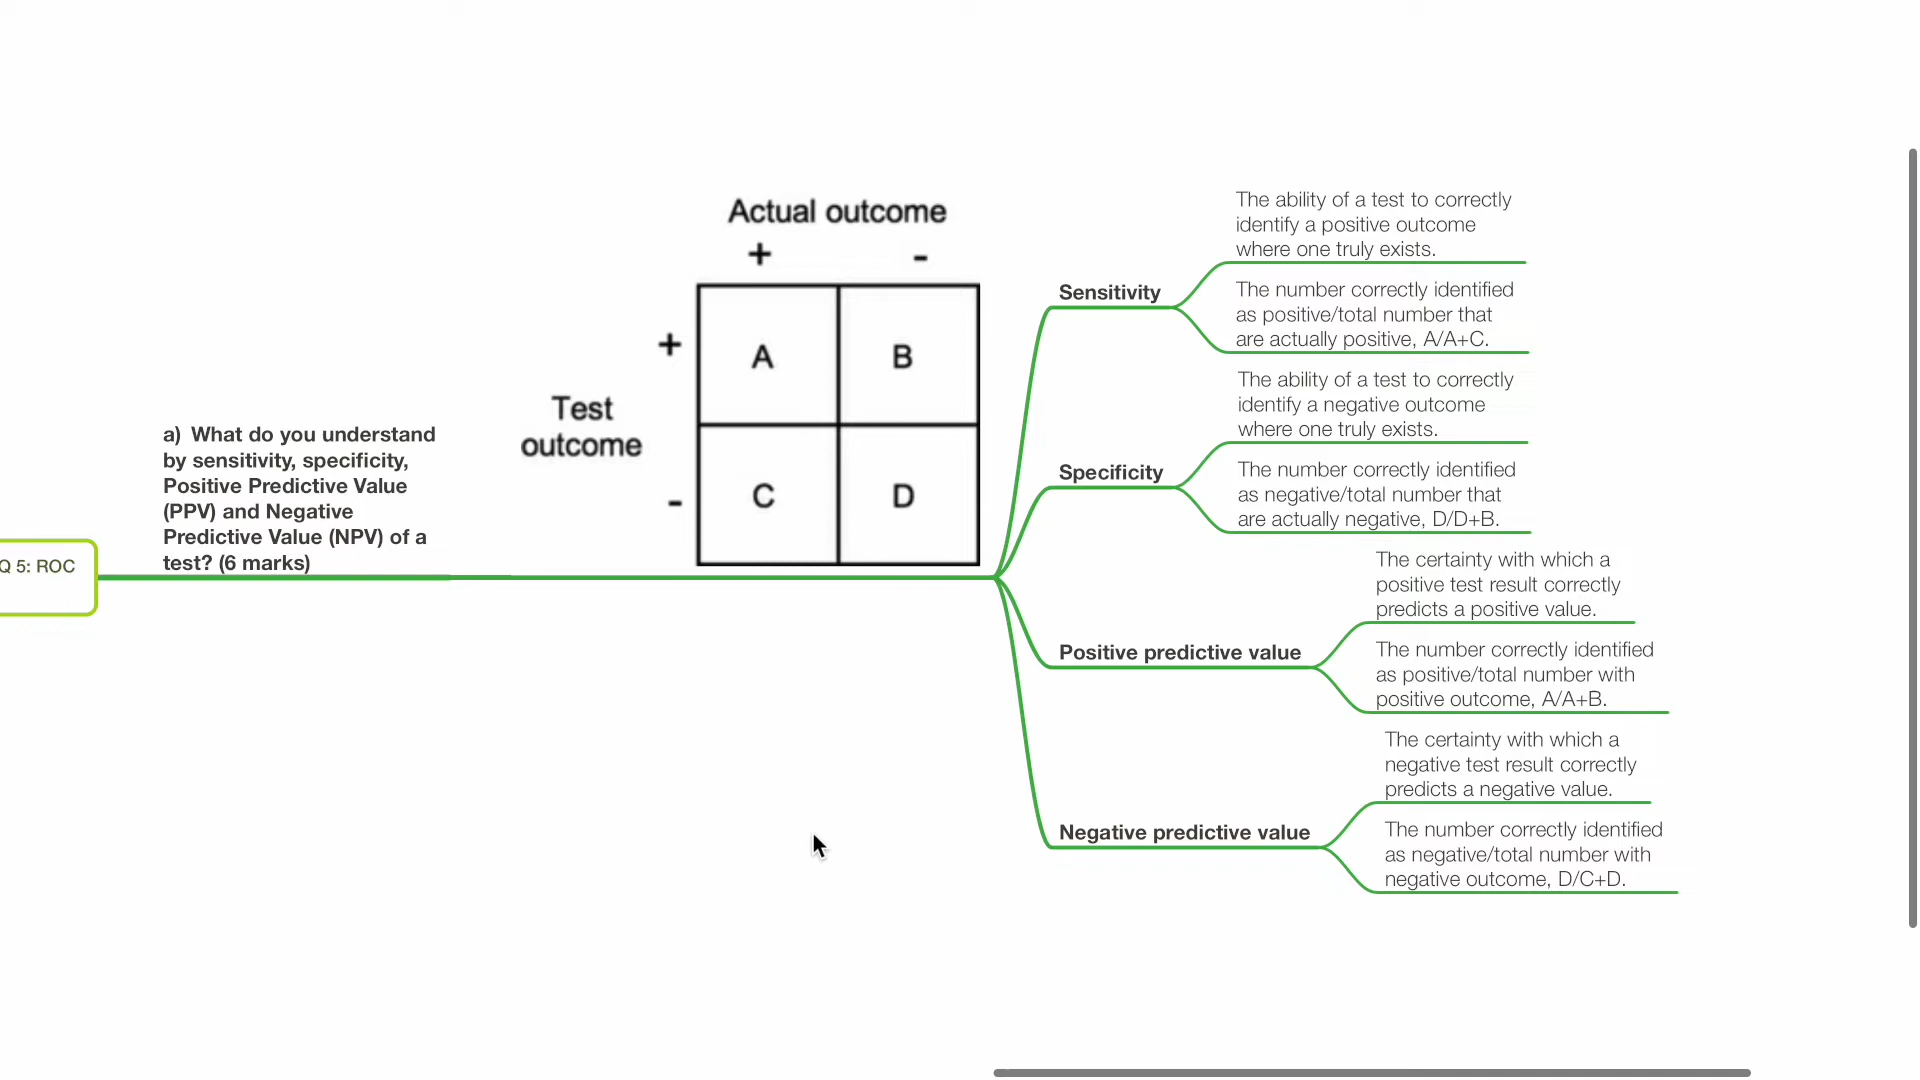 Q 5: ROC
a) What do you understand
by sensitivity, specificity,
Positive Predictive Value
(PPV) and Negative
Predictive Value (NPV) of a
test? (6 marks)
Actual outcome
+ -
Test
outcome
+
A B
-
C D
Sensitivity
The ability of a test to correctly
identify a positive outcome
where one truly exists.
The number correctly identified
as positive/total number that
are actually positive, A/A+C.
Specificity
The ability of a test to correctly
identify a negative outcome
where one truly exists.
The number correctly identified
as negative/total number that
are actually negative, D/D+B.
Positive predictive value
The certainty with which a
positive test result correctly
predicts a positive value.
The number correctly identified
as positive/total number with
positive outcome, A/A+B.
Negative predictive value
The certainty with which a
negative test result correctly
predicts a negative value.
The number correctly identified
as negative/total number with
negative outcome, D/C+D.